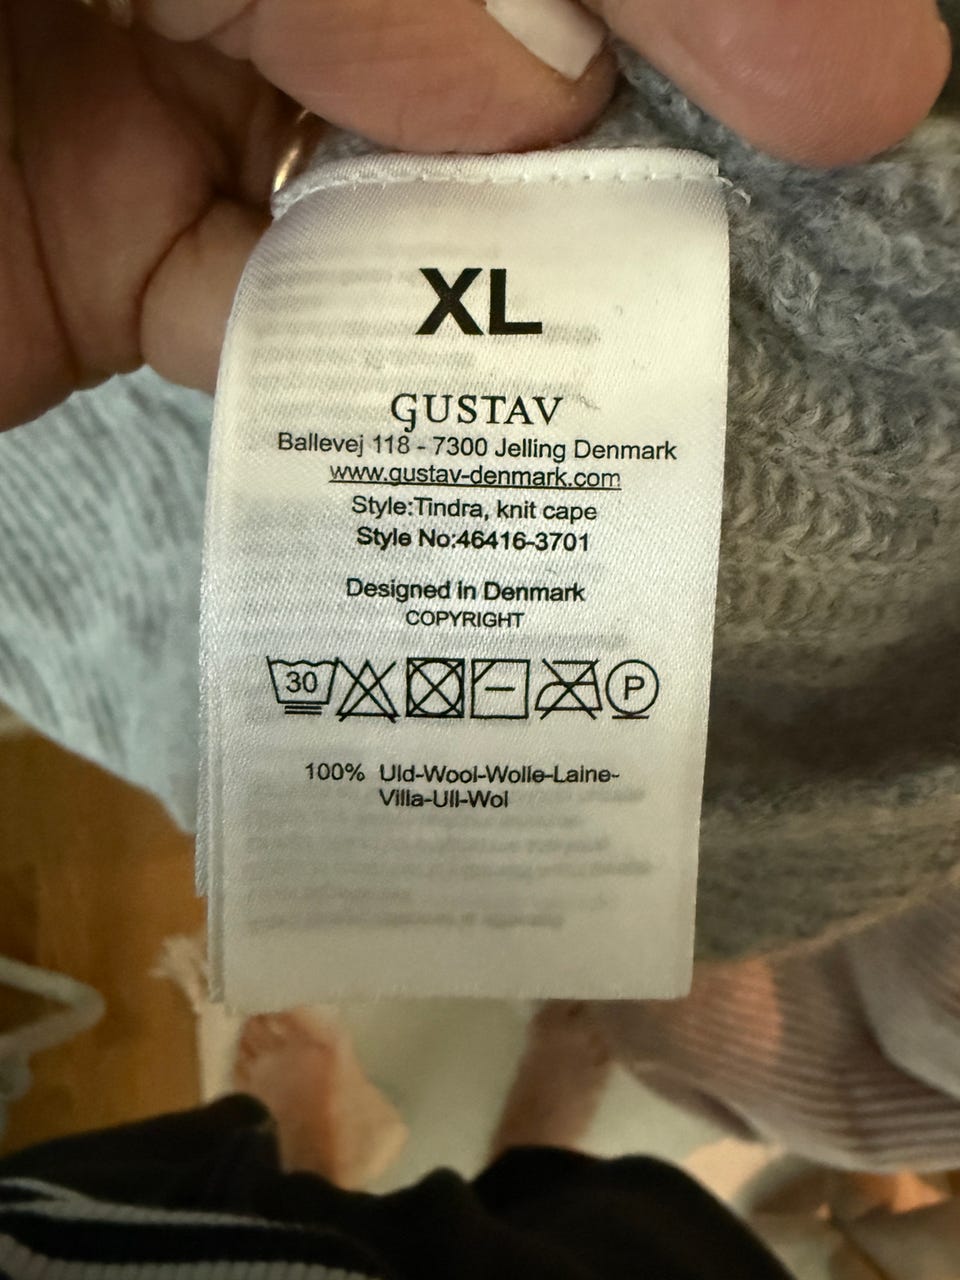 XL
GUSTAV
Ballevej 118 - 7300 Jelling Denmark
www.gustav-denmark.com
Style:Tindra, knit cape
Style No:46416-3701
Designed in Denmark
COPYRIGHT
30 P
100% Uld-Wool-Wolle-Laine-
Villa-Ull-Wol